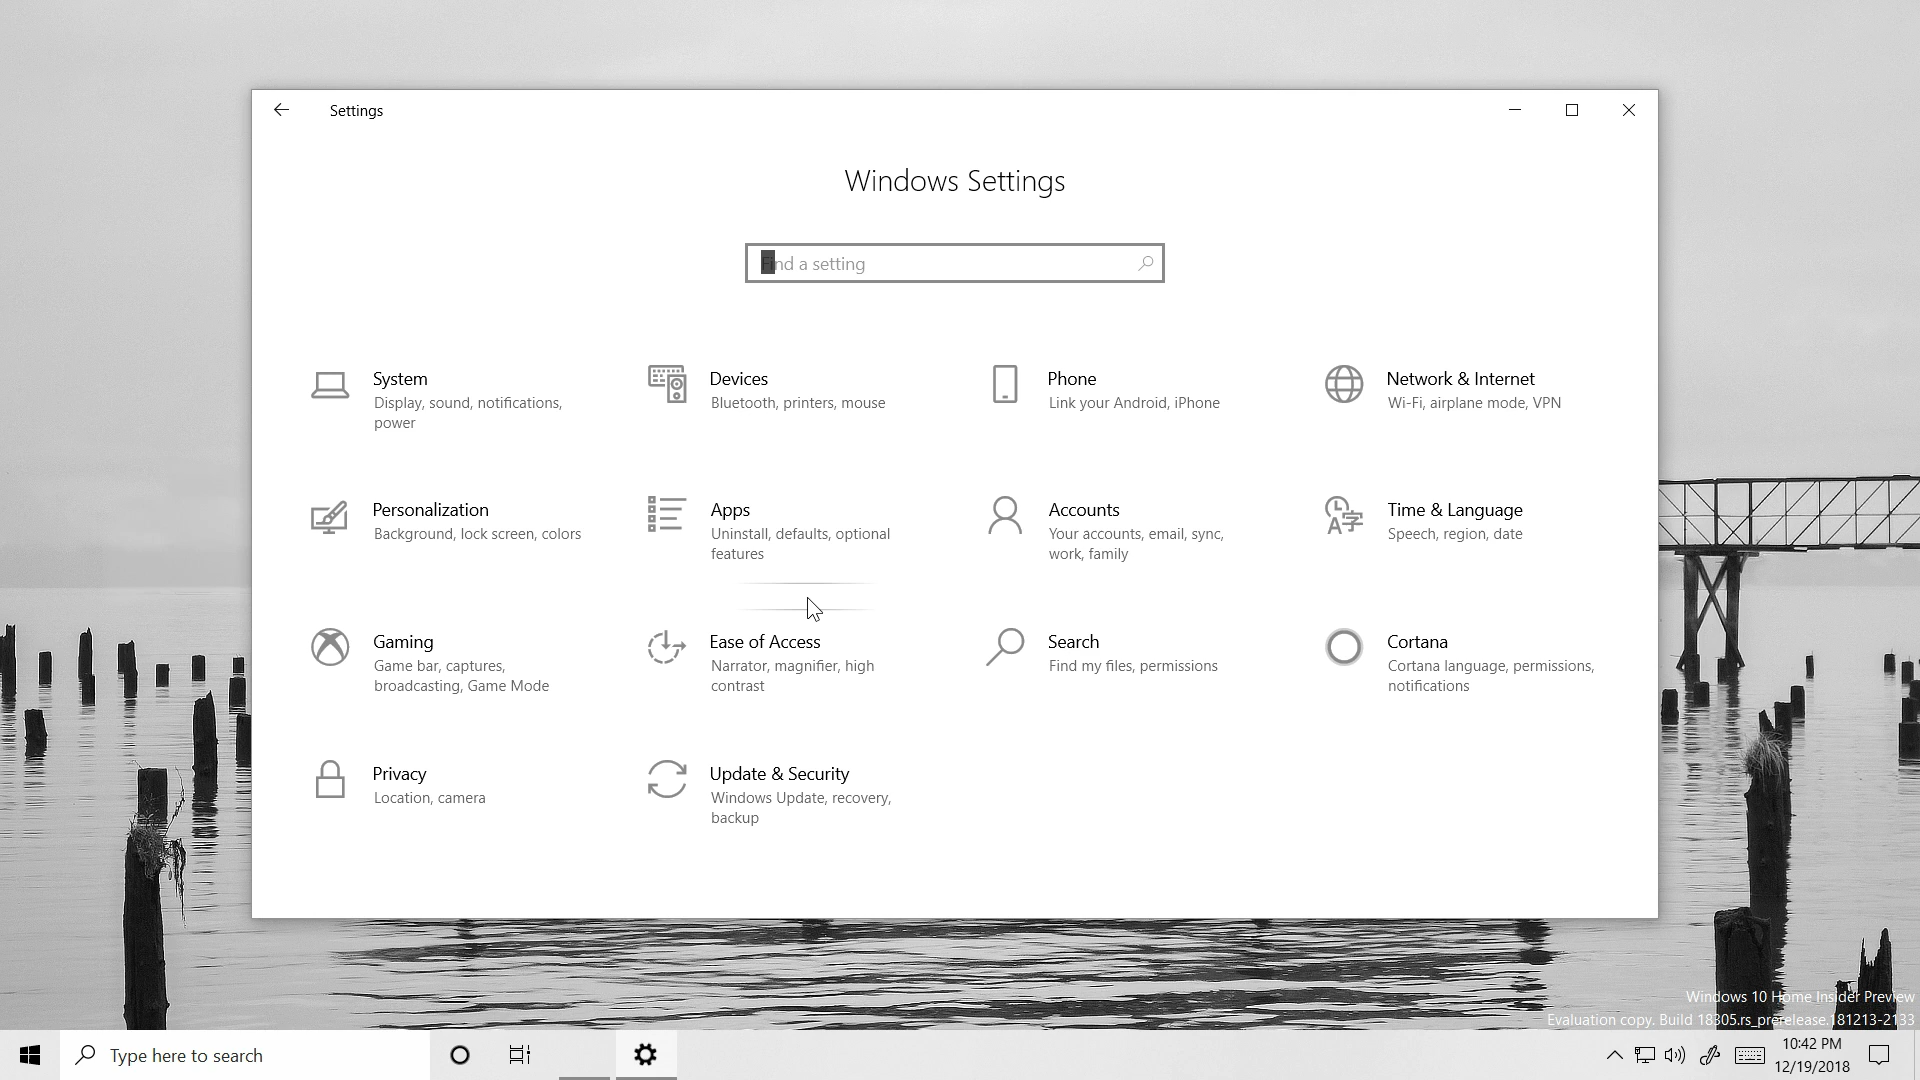 Settings
Windows Settings
Find a setting
System
Display, sound, notifications,
power
Devices
Bluetooth, printers, mouse
Phone
Link your Android, iPhone
Network & Internet
Wi-Fi, airplane mode, VPN
Personalization
Background, lock screen, colors
Apps
Uninstall, defaults, optional
features
Accounts
Your accounts, email, sync,
work, family
Time & Language
Speech, region, date
Gaming
Game bar, captures,
broadcasting, Game Mode
Ease of Access
Narrator, magnifier, high
contrast
Search
Find my files, permissions
Cortana
Cortana language, permissions,
notifications
Privacy
Location, camera
Update & Security
Windows Update, recovery,
backup
Windows 10 Home Insider Preview
Evaluation copy. Build 18305.rs_prerelease.181213-2133
Type here to search
10:42 PM
12/19/2018